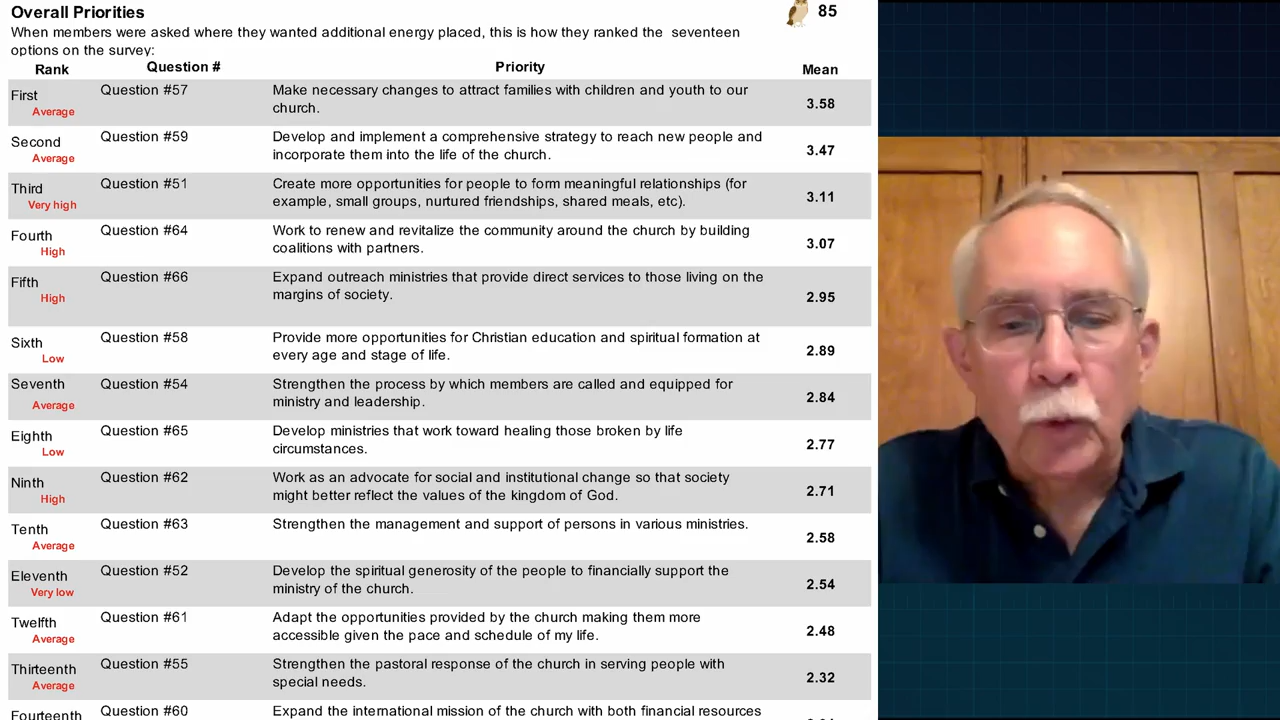 Overall Priorities
85
When members were asked where they wanted additional energy placed, this is how they ranked the seventeen
options on the survey:
Rank Question # Priority Mean
First Question #57 Make necessary changes to attract families with children and youth to our
Average church. 3.58
Second Question #59 Develop and implement a comprehensive strategy to reach new people and
Average incorporate them into the life of the church. 3.47
Third Question #51 Create more opportunities for people to form meaningful relationships (for
Very high example, small groups, nurtured friendships, shared meals, etc). 3.11
Fourth Question #64 Work to renew and revitalize the community around the church by building
High coalitions with partners. 3.07
Fifth Question #66 Expand outreach ministries that provide direct services to those living on the
High margins of society. 2.95
Sixth Question #58 Provide more opportunities for Christian education and spiritual formation at
Low every age and stage of life. 2.89
Seventh Question #54 Strengthen the process by which members are called and equipped for
Average ministry and leadership. 2.84
Eighth Question #65 Develop ministries that work toward healing those broken by life
Low circumstances. 2.77
Ninth Question #62 Work as an advocate for social and institutional change so that society
High might better reflect the values of the kingdom of God. 2.71
Tenth Question #63 Strengthen the management and support of persons in various ministries.
Average 2.58
Eleventh Question #52 Develop the spiritual generosity of the people to financially support the
Very low ministry of the church. 2.54
Twelfth Question #61 Adapt the opportunities provided by the church making them more
Average accessible given the pace and schedule of my life. 2.48
Thirteenth Question #55 Strengthen the pastoral response of the church in serving people with
Average special needs. 2.32
Fourteenth Question #60 Expand the international mission of the church with both financial resources